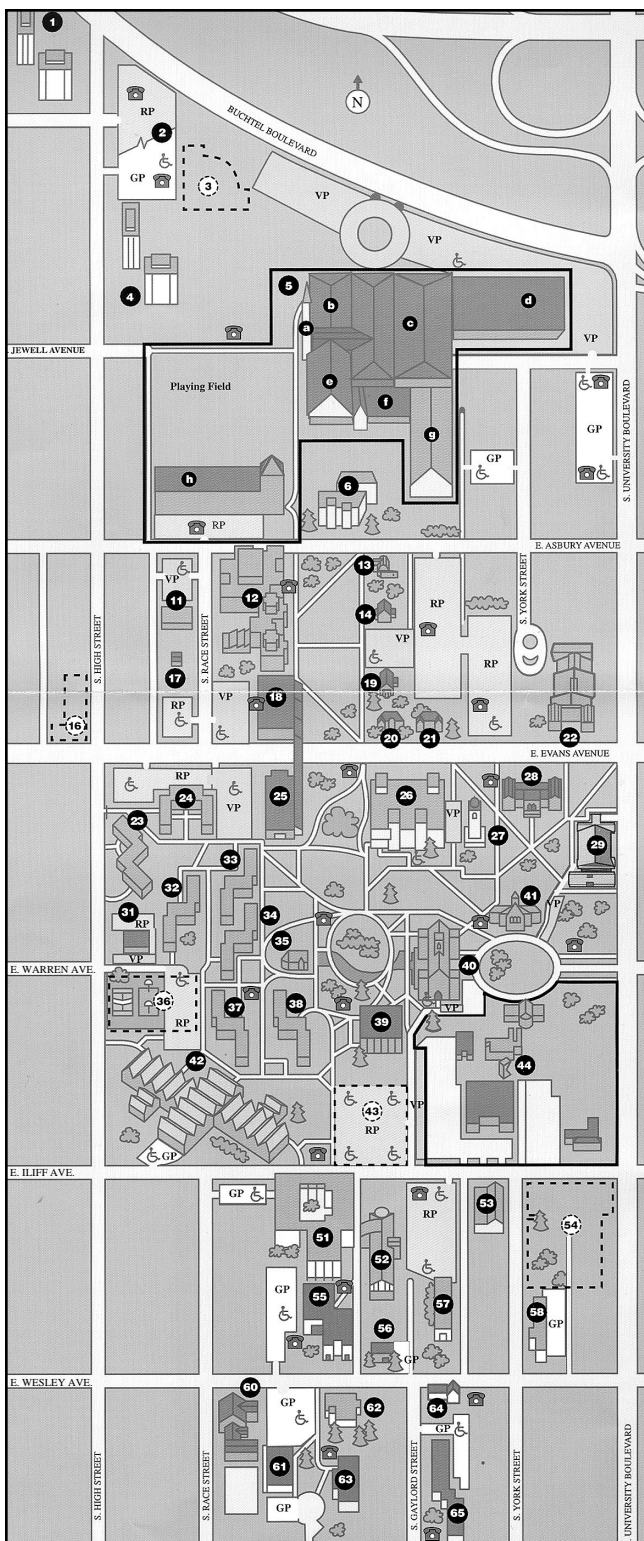 1
RP
2
GP
N
BUCHTEL BOULEVARD
3
VP
VP
4
5
b
d
c
a
. JEWELL AVENUE
VP
e
Playing Field
f
g
GP
GP
S. UNIVERSITY BOULEVARD
h
6
RP
E. ASBURY AVENUE
13
VP
11
12
14
RP
S. HIGH STREET
S. RACE STREET
S. YORK STREET
VP
17
RP
19
18
RP
VP
16
20
21
22
E. EVANS AVENUE
RP
24
25
26
28
VP
VP
27
23
33
29
32
34
41
VP
31
RP
35
VP
40
E. WARREN AVE.
36
37
38
VP
39
RP
42
44
43
VP
RP
GP
E. ILIFF AVE.
GP
53
RP
51
54
52
GP
55
57
58
56
GP
GP
E. WESLEY AVE.
60
62
64
GP
GP
61
63
GP
65
S. HIGH STREET
S. RACE STREET
S. GAYLORD STREET
S. YORK STREET
UNIVERSITY BOULEVARD